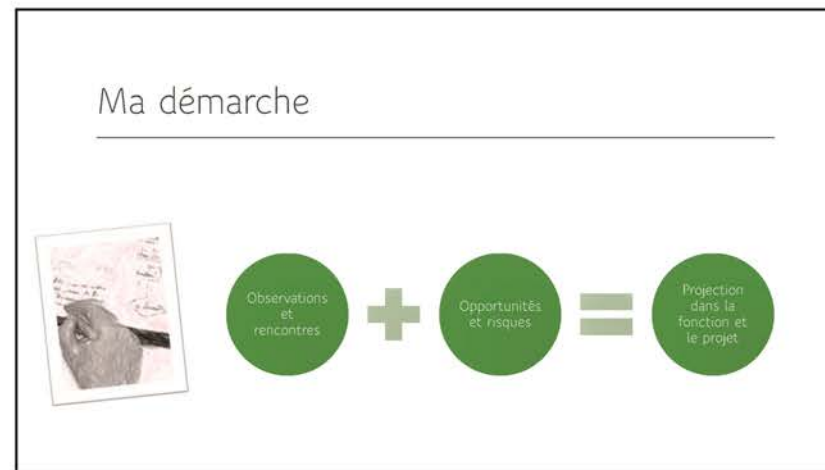 Ma démarche
Observations
et
rencontres
Opportunités
et risques
Projection
dans la
fonction et
le projet